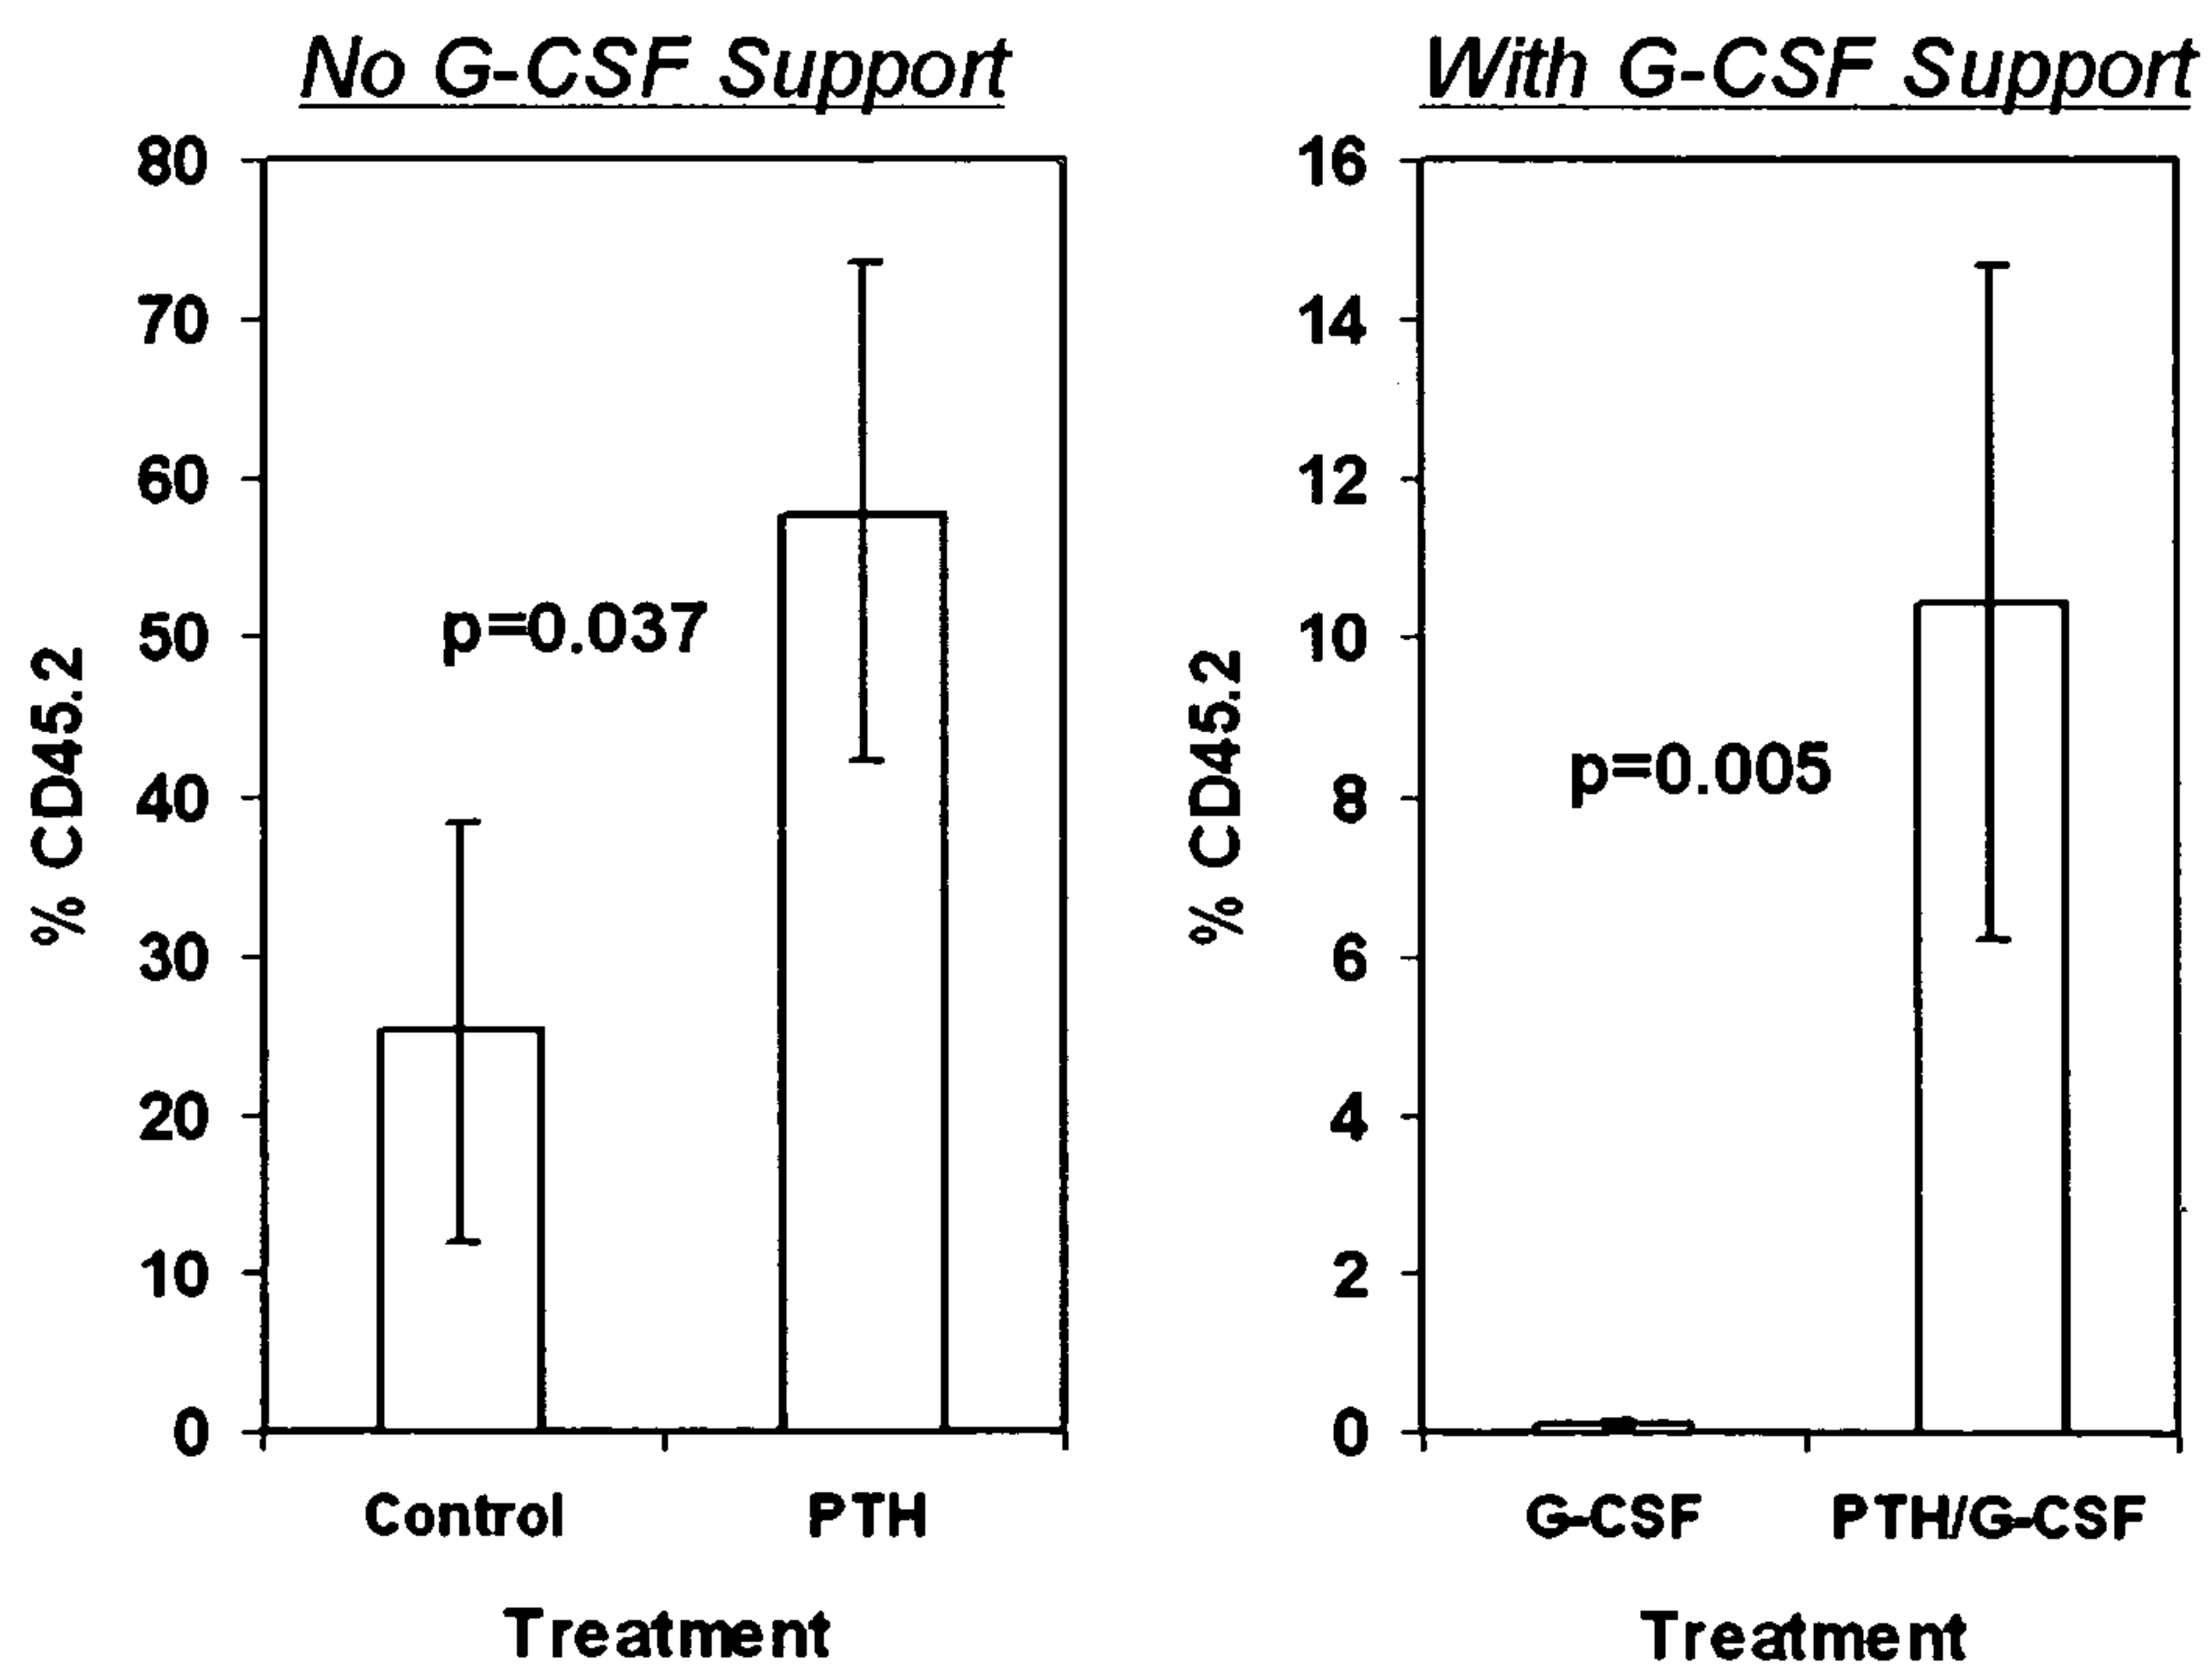 No G-CSF Support
80
70
60
50
40
30
20
10
0
% CD45.2
p=0.037
Control
PTH
Treatment
With G-CSF Support
16
14
12
10
8
6
4
2
0
% CD45.2
p=0.005
G-CSF
PTH/G-CSF
Treatment